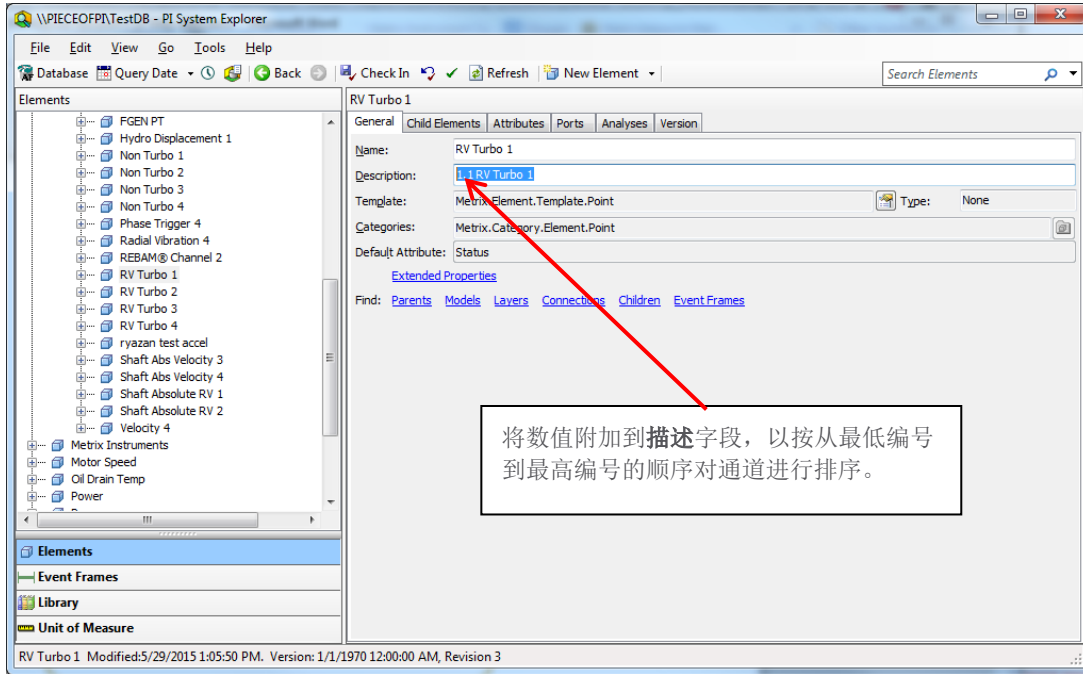 \\PIECEOFPI\TestDB - PI System Explorer
File Edit View Go Tools Help
Database Query Date Back Check In Refresh New Element Search Elements
Elements
FGEN PT
Hydro Displacement 1
Non Turbo 1
Non Turbo 2
Non Turbo 3
Non Turbo 4
Phase Trigger 4
Radial Vibration 4
REBAM® Channel 2
RV Turbo 1
RV Turbo 2
RV Turbo 3
RV Turbo 4
ryazan test accel
Shaft Abs Velocity 3
Shaft Abs Velocity 4
Shaft Absolute RV 1
Shaft Absolute RV 2
Velocity 4
Metrix Instruments
Motor Speed
Oil Drain Temp
Power
Elements
Event Frames
Library
Unit of Measure
RV Turbo 1
General Child Elements Attributes Ports Analyses Version
Name: RV Turbo 1
Description: 1.1 RV Turbo 1
Template: Metrix.Element.Template.Point Type: None
Categories: Metrix.Category.Element.Point
Default Attribute: Status
Extended Properties
Find: Parents Models Layers Connections Children Event Frames
将数值附加到描述字段，以按从最低编号
到最高编号的顺序对通道进行排序。
RV Turbo 1 Modified:5/29/2015 1:05:50 PM. Version: 1/1/1970 12:00:00 AM, Revision 3